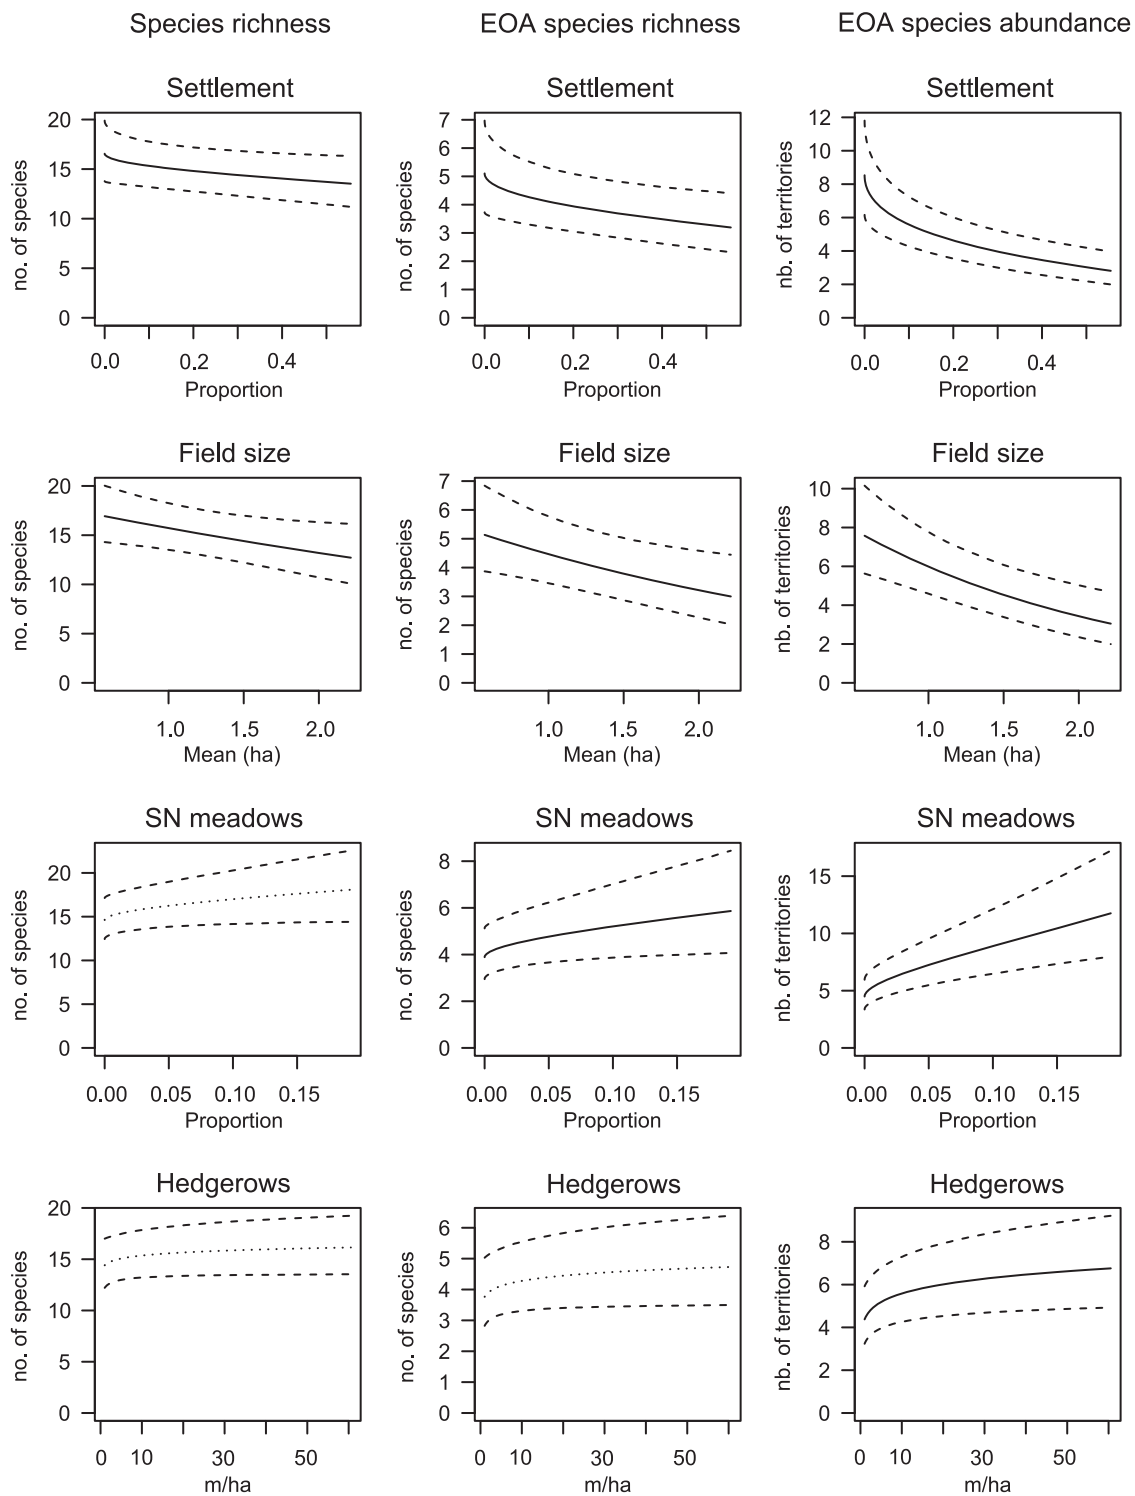 Species richness
EOA species richness
EOA species abundance
Settlement
no. of species
20
15
10
5
0
0.0 0.2 0.4
Proportion
Settlement
no. of species
7
6
5
4
3
2
1
0
0.0 0.2 0.4
Proportion
Settlement
nb. of territories
12
10
8
6
4
2
0
0.0 0.2 0.4
Proportion
Field size
no. of species
20
15
10
5
0
1.0 1.5 2.0
Mean (ha)
Field size
no. of species
7
6
5
4
3
2
1
0
1.0 1.5 2.0
Mean (ha)
Field size
nb. of territories
10
8
6
4
2
0
1.0 1.5 2.0
Mean (ha)
SN meadows
no. of species
20
15
10
5
0
0.00 0.05 0.10 0.15
Proportion
SN meadows
no. of species
8
6
4
2
0
0.00 0.05 0.10 0.15
Proportion
SN meadows
nb. of territories
15
10
5
0
0.00 0.05 0.10 0.15
Proportion
Hedgerows
no. of species
20
15
10
5
0
0 10 30 50
m/ha
Hedgerows
no. of species
6
5
4
3
2
1
0
0 10 30 50
m/ha
Hedgerows
nb. of territories
8
6
4
2
0
0 10 30 50
m/ha